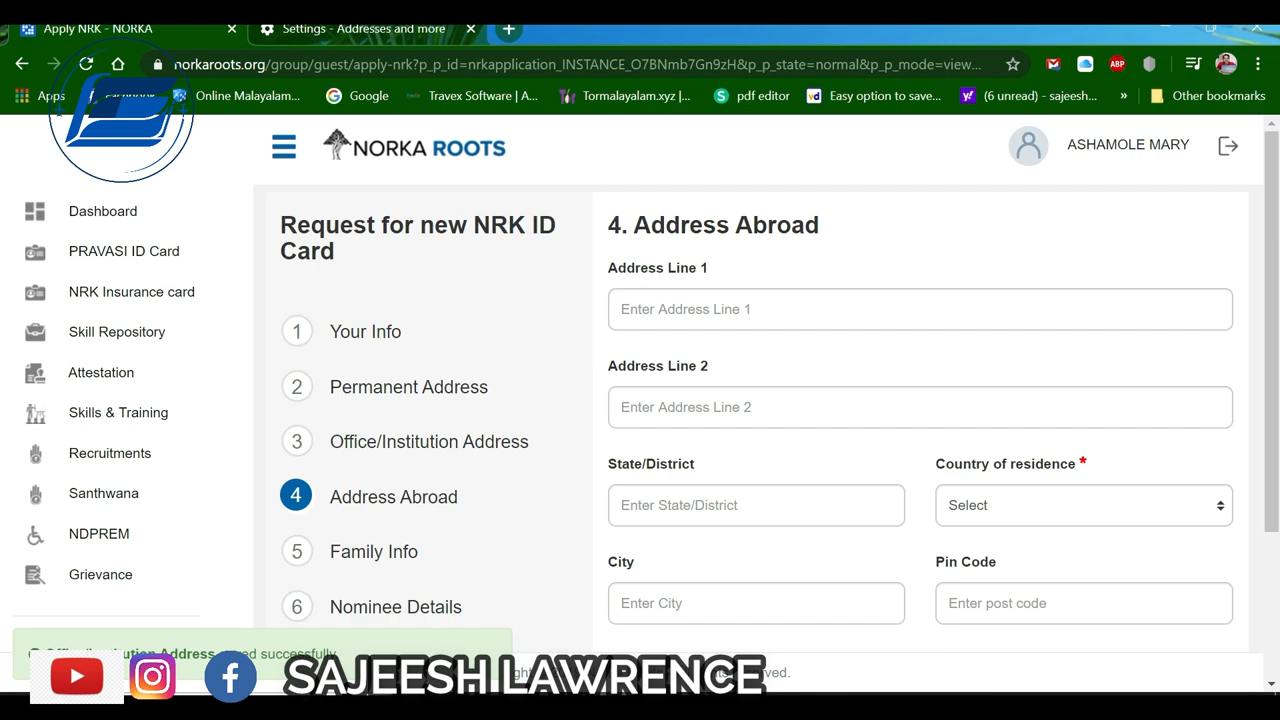 Apply NRK - NORKA
Settings - Addresses and more
norkaroots.org/group/guest/apply-nrk?p_p_id=nrkapplication_INSTANCE_O7BNmb7Gn9zH&p_p_state=normal&p_p_mode=view...
ABP
Apps
Facebook
Online Malayalam...
Google
Travex Software | A...
Tormalayalam.xyz |...
pdf editor
Easy option to save...
(6 unread) - sajeesh...
»
Other bookmarks
NORKA ROOTS
ASHAMOLE MARY
Dashboard
PRAVASI ID Card
NRK Insurance card
Skill Repository
Attestation
Skills & Training
Recruitments
Santhwana
NDPREM
Grievance
Request for new NRK ID
Card
1 Your Info
2 Permanent Address
3 Office/Institution Address
4 Address Abroad
5 Family Info
6 Nominee Details
4. Address Abroad
Address Line 1
Enter Address Line 1
Address Line 2
Enter Address Line 2
State/District
Enter State/District
Country of residence *
Select
City
Enter City
Pin Code
Enter post code
Address
successfully.
SAJEESH LAWRENCE